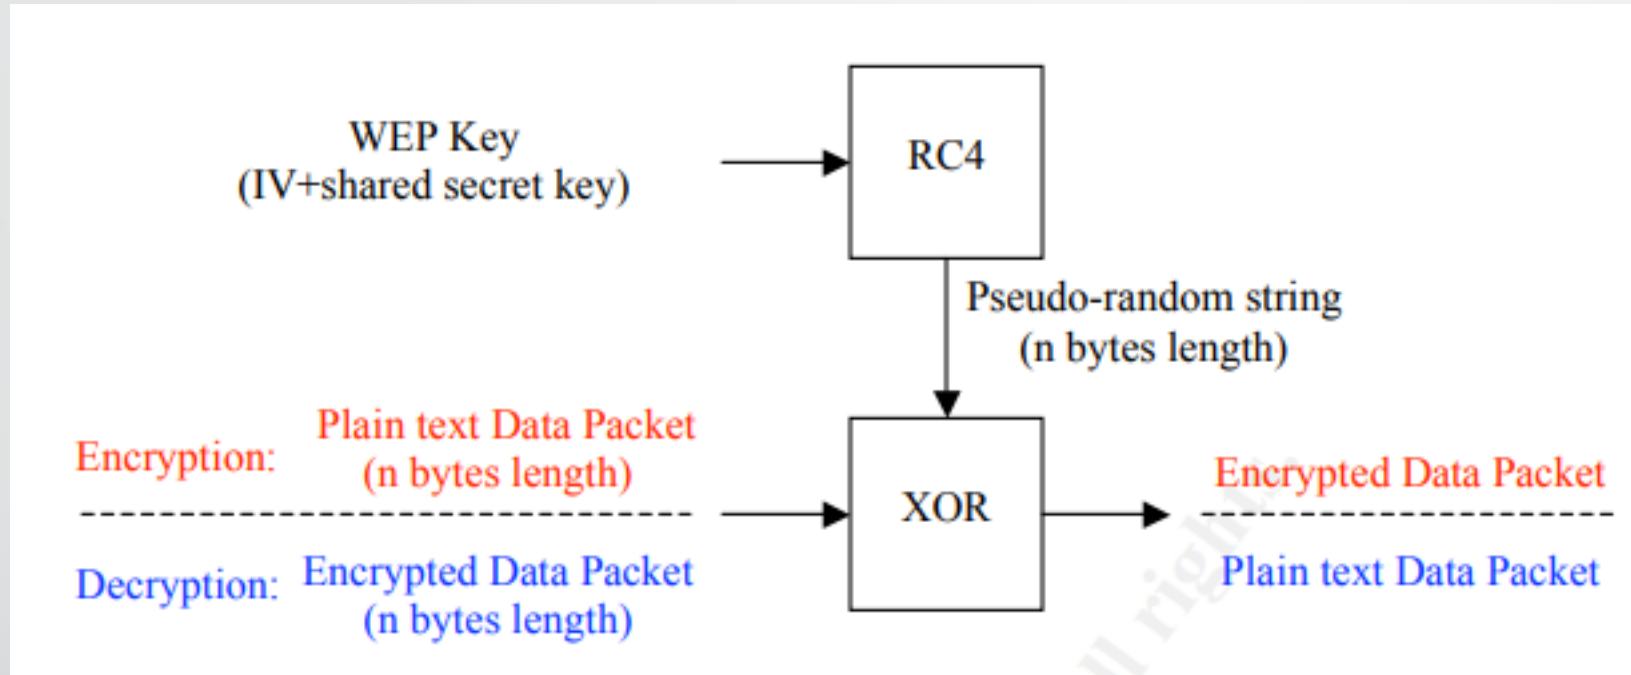 WEP Key
(IV+shared secret key)
RC4
Pseudo-random string
(n bytes length)
Encryption:
Plain text Data Packet
(n bytes length)
XOR
Encrypted Data Packet
Decryption:
Encrypted Data Packet
(n bytes length)
Plain text Data Packet